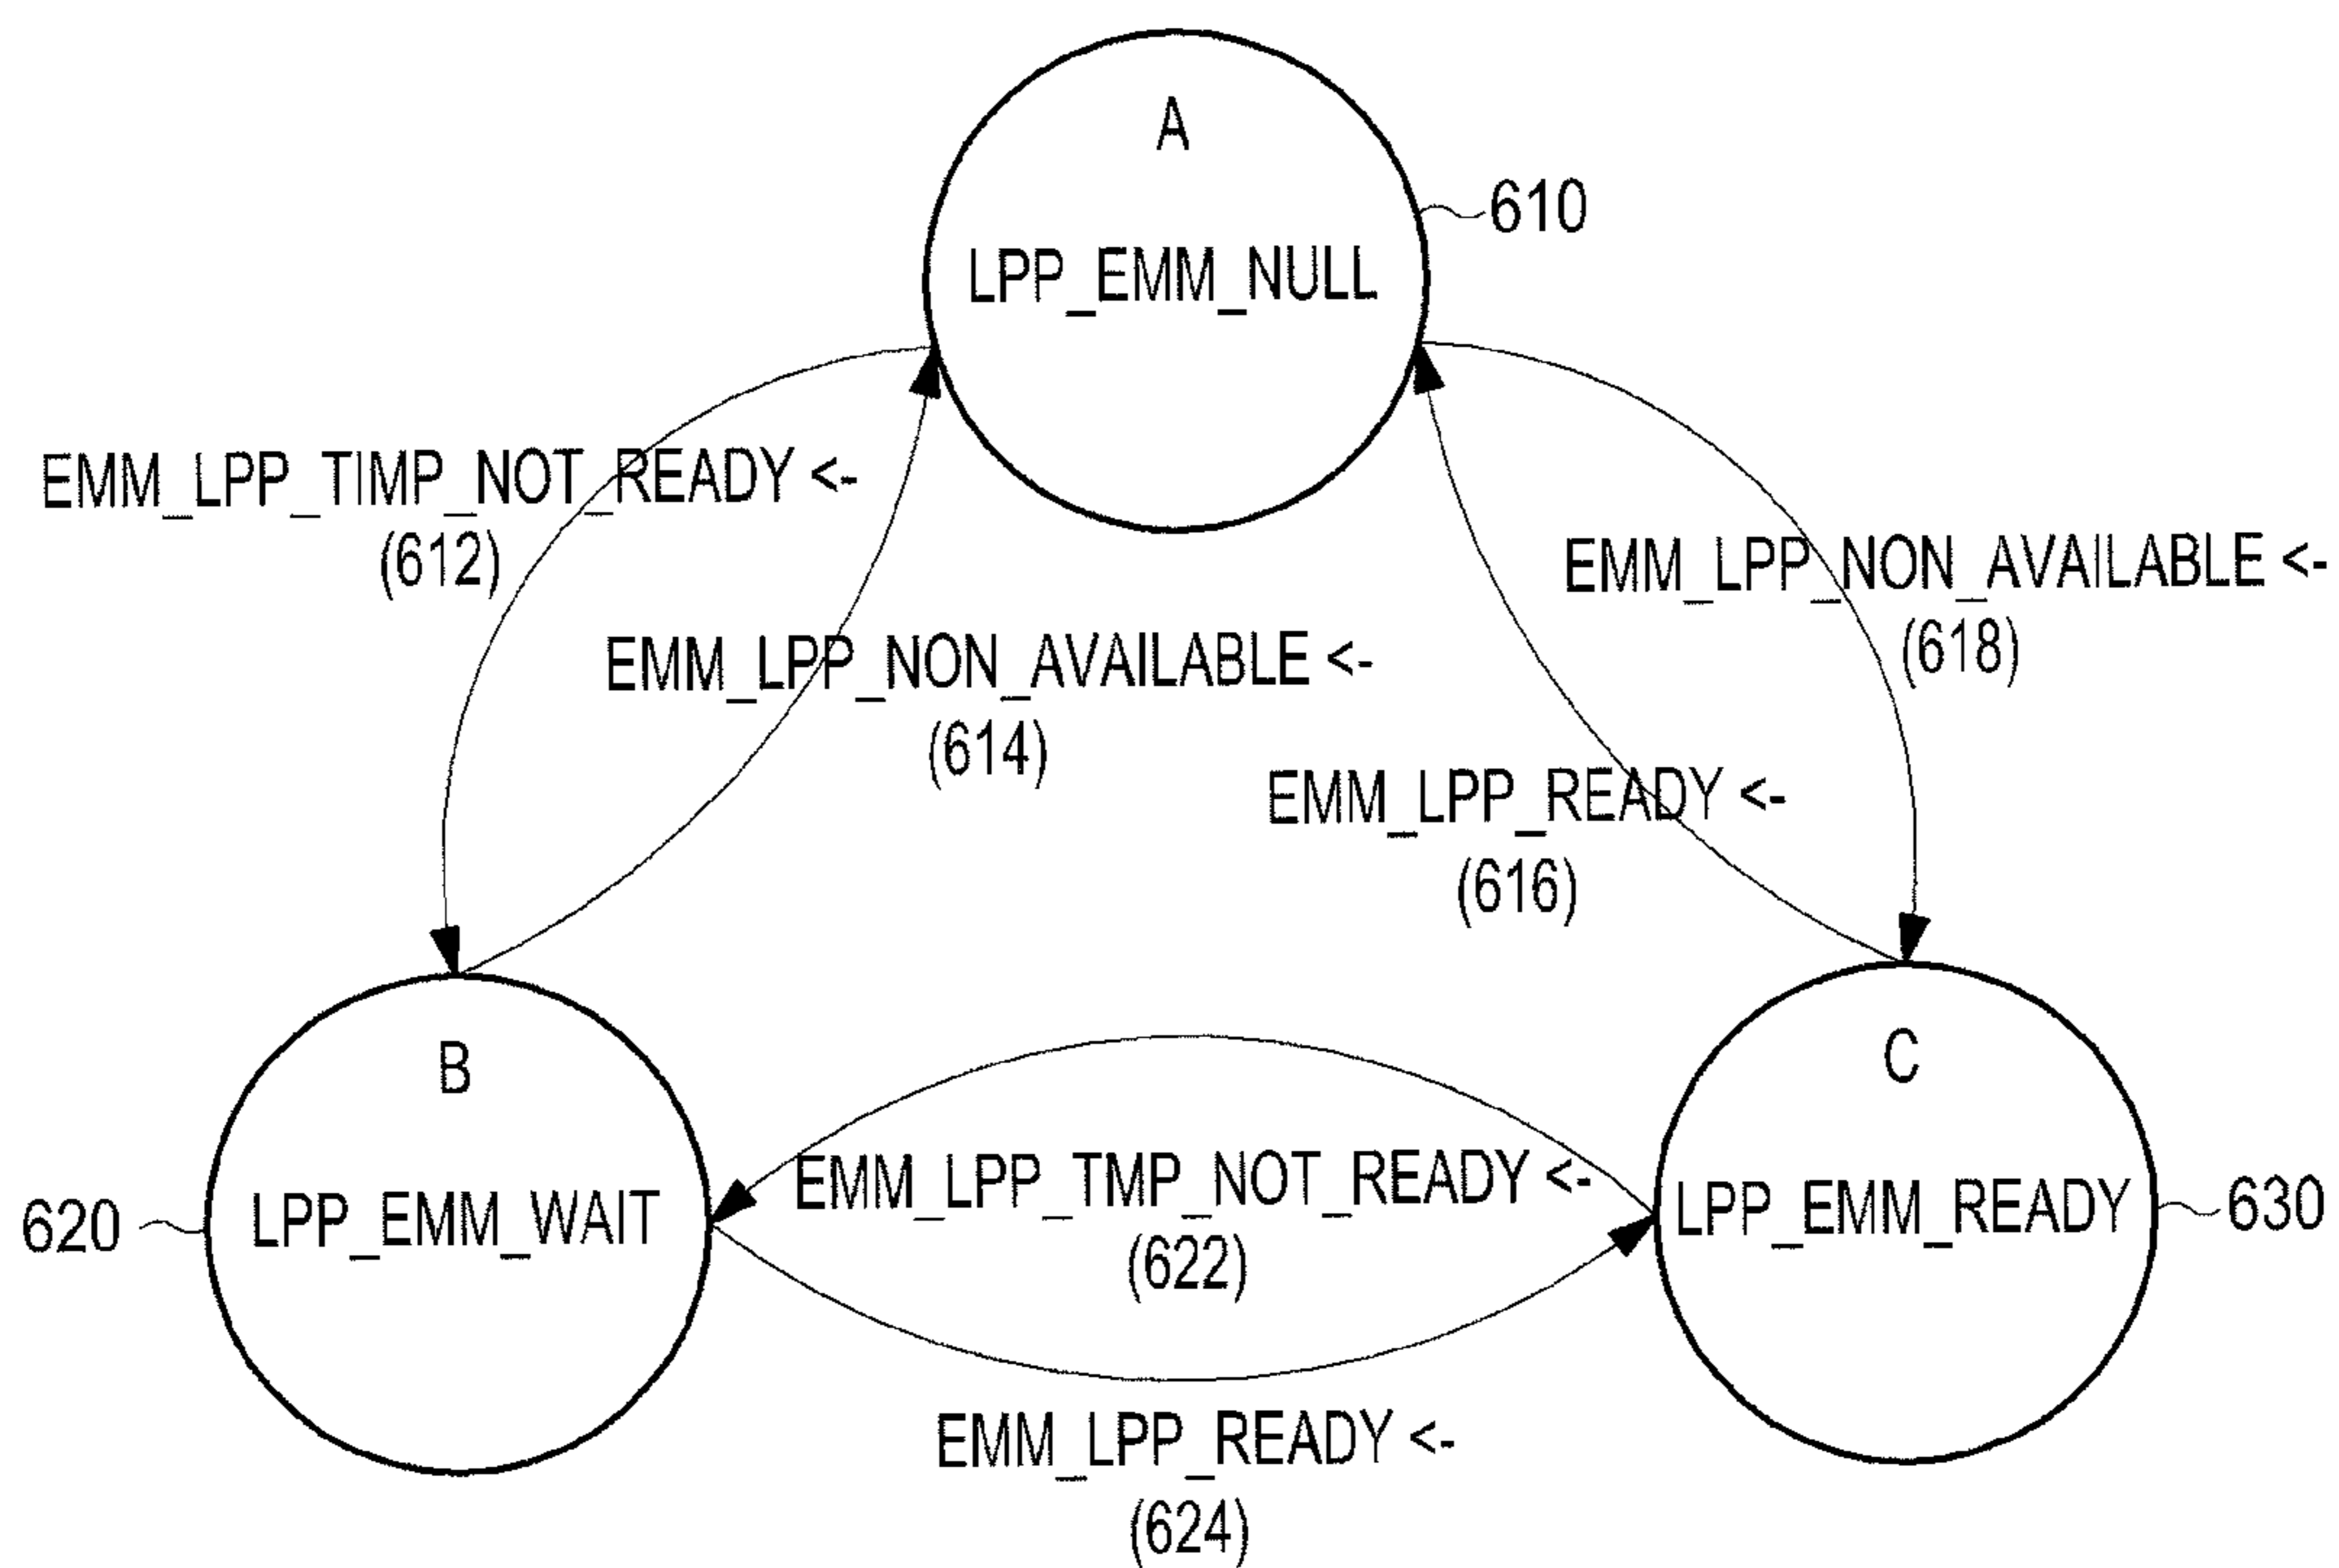 A
610
LPP_EMM_NULL
EMM_LPP_TIMP_NOT_READY <-
(612)
EMM_LPP_NON_AVAILABLE <-
(618)
EMM_LPP_NON_AVAILABLE <-
(614)
EMM_LPP_READY <-
(616)
B
C
620
LPP_EMM_WAIT
EMM_LPP_TMP_NOT_READY <-
(622)
LPP_EMM_READY
630
EMM_LPP_READY <-
(624)